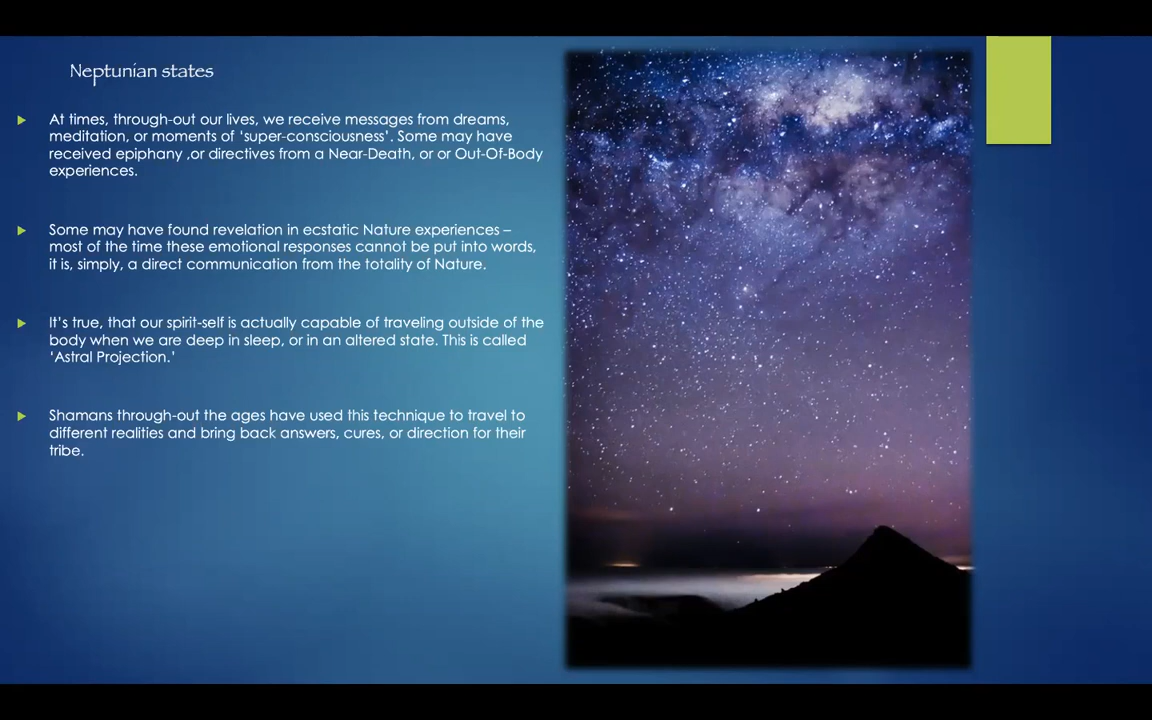 Neptunian states
At times, through-out our lives, we receive messages from dreams,
meditation, or moments of ‘super-consciousness’. Some may have
received epiphany ,or directives from a Near-Death, or or Out-Of-Body
experiences.
Some may have found revelation in ecstatic Nature experiences –
most of the time these emotional responses cannot be put into words,
it is, simply, a direct communication from the totality of Nature.
It’s true, that our spirit-self is actually capable of traveling outside of the
body when we are deep in sleep, or in an altered state. This is called
‘Astral Projection.’
Shamans through-out the ages have used this technique to travel to
different realities and bring back answers, cures, or direction for their
tribe.